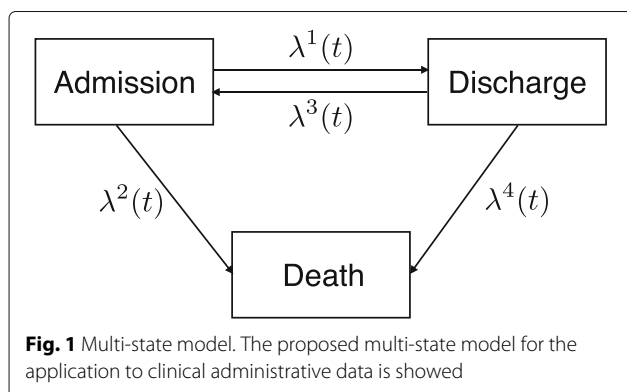 λ¹(t)
Admission
Discharge
λ³(t)
λ²(t)
λ⁴(t)
Death
Fig. 1 Multi-state model. The proposed multi-state model for the
application to clinical administrative data is showed